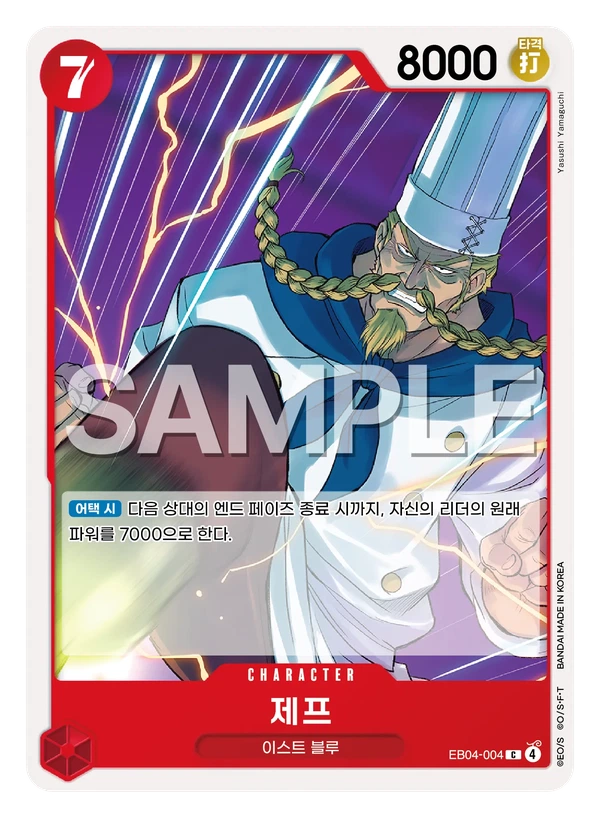 7
8000
타격
打
Yasushi Yamaguchi
SAMPLE
어택 시 다음 상대의 엔드 페이즈 종료 시까지, 자신의 리더의 원래
파워를 7000으로 한다.
CHARACTER
제프
이스트 블루
EB04-004 C 4
©EO/S ©O/S·F·T BANDAI MADE IN KOREA